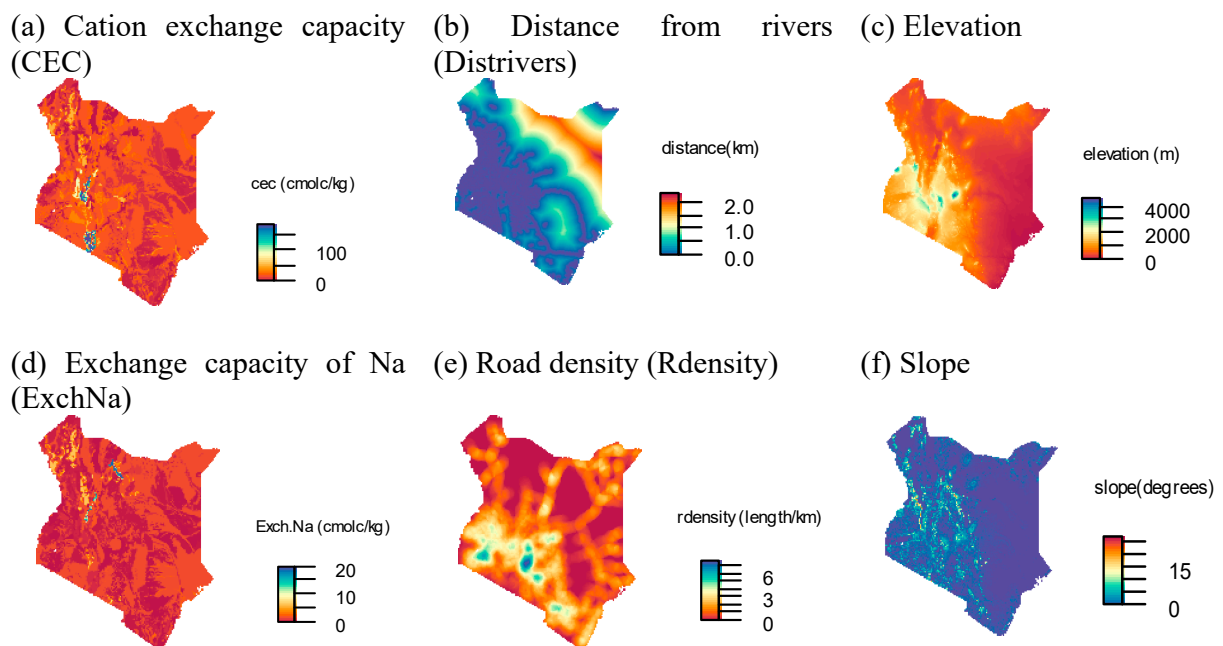 (a) Cation exchange capacity
(CEC)
(b) Distance from rivers
(Distrivers)
(c) Elevation
cec (cmolc/kg)
100
0
distance(km)
2.0
1.0
0.0
elevation (m)
4000
2000
0
(d) Exchange capacity of Na
(ExchNa)
(e) Road density (Rdensity)
(f) Slope
Exch.Na (cmolc/kg)
20
10
0
rdensity (length/km)
6
3
0
slope(degrees)
15
0